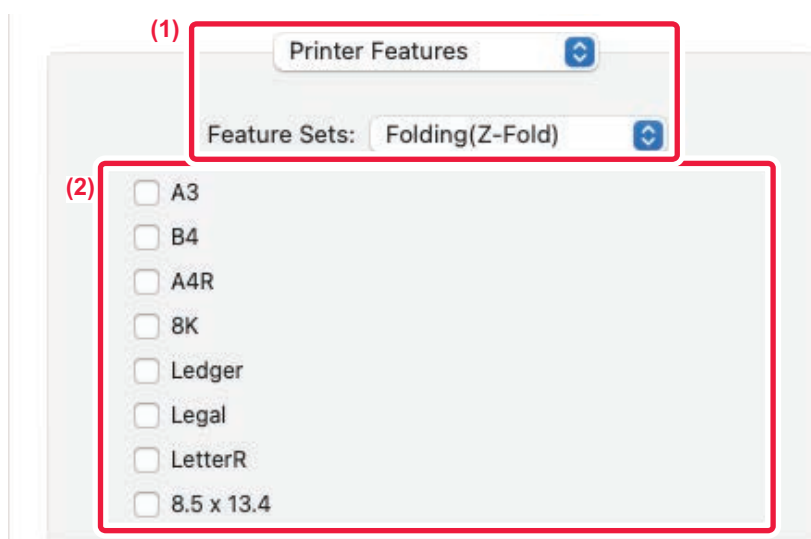 (1)
Printer Features
Feature Sets: Folding(Z-Fold)
(2)
A3
B4
A4R
8K
Ledger
Legal
LetterR
8.5 x 13.4